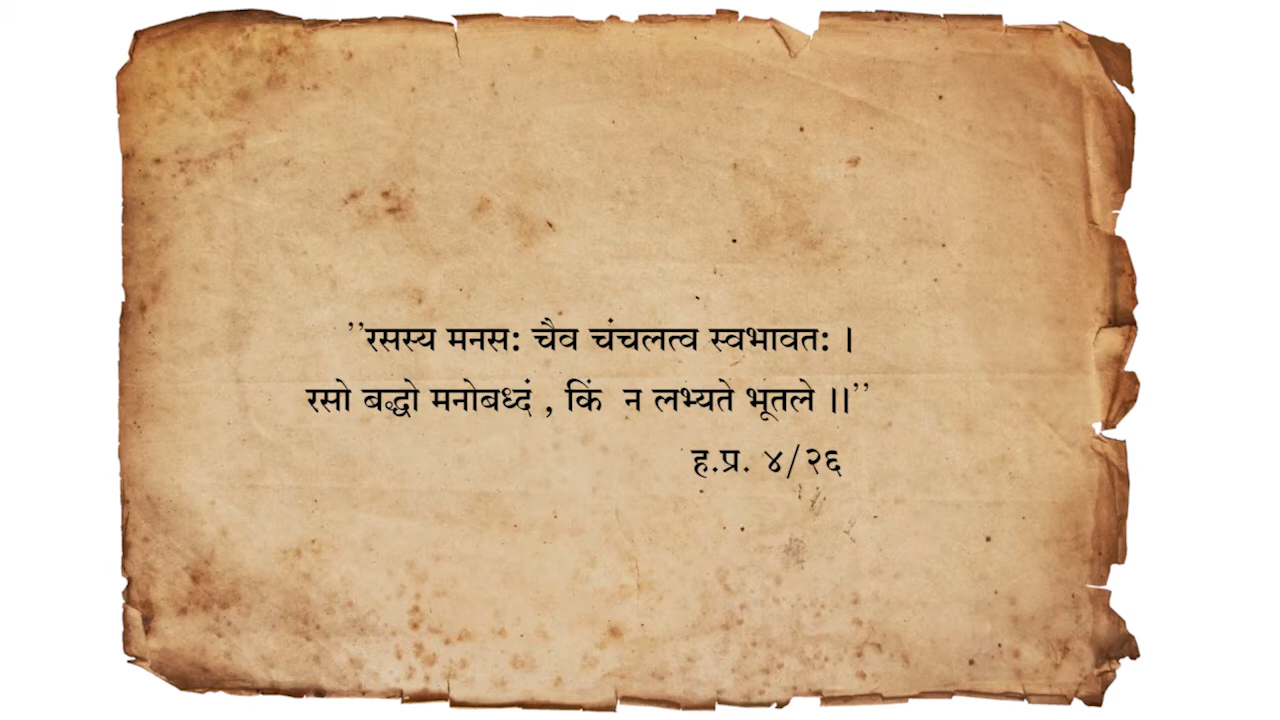 ’’रसस्य मनसः चैव चंचलत्व स्वभावतः ।
रसो बद्धो मनोबध्दं , किं न लभ्यते भूतले ।।’’
ह.प्र. ४/२६